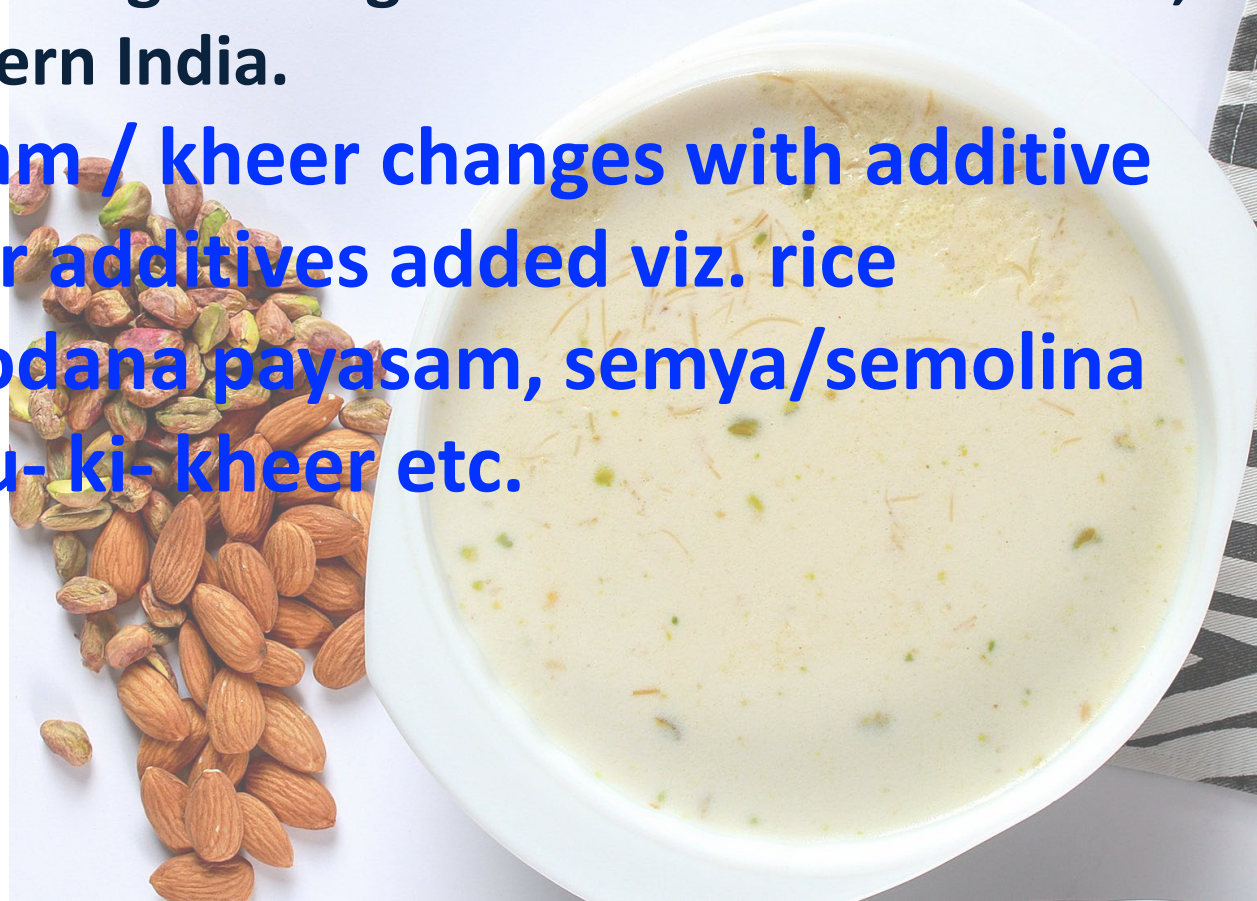 ern India.
am / kheer changes with additive
r additives added viz. rice
odana payasam, semya/semolina
u- ki- kheer etc.